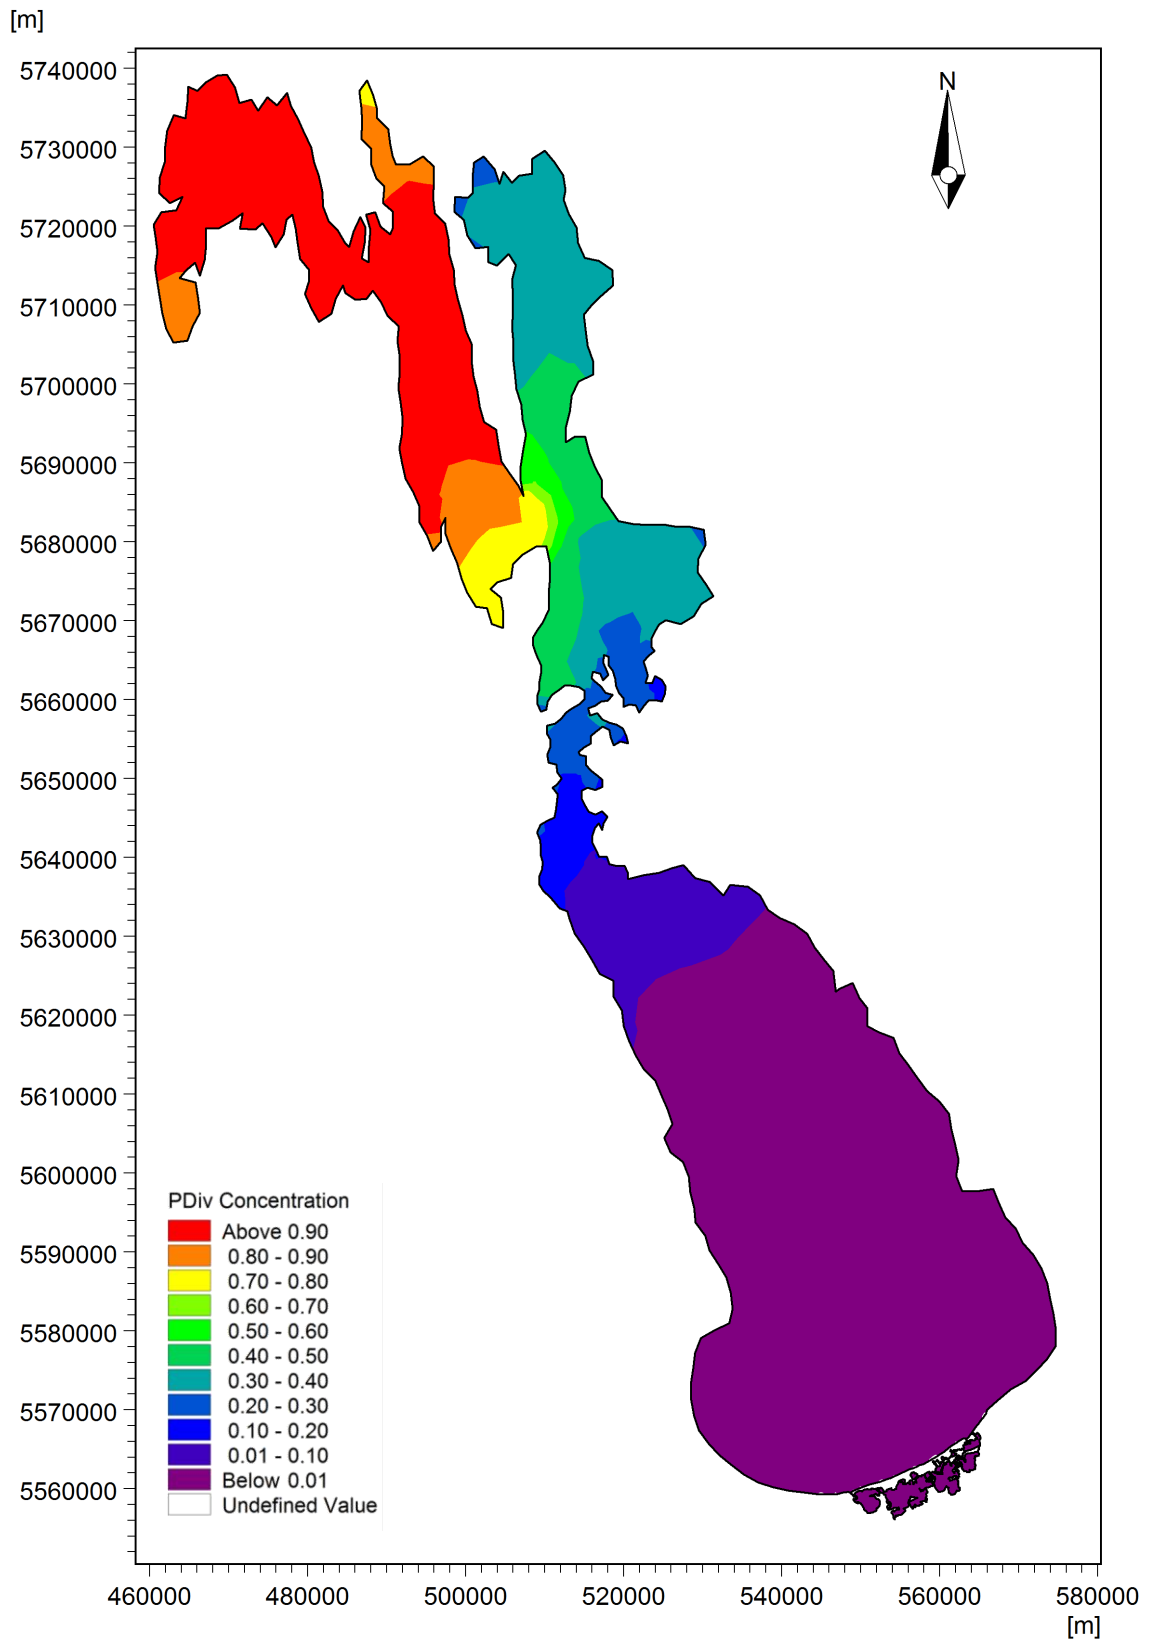 [m]
N
5740000
5730000
5720000
5710000
5700000
5690000
5680000
5670000
5660000
5650000
5640000
5630000
5620000
5610000
5600000
5590000
5580000
5570000
5560000
PDiv Concentration
Above 0.90
0.80 - 0.90
0.70 - 0.80
0.60 - 0.70
0.50 - 0.60
0.40 - 0.50
0.30 - 0.40
0.20 - 0.30
0.10 - 0.20
0.01 - 0.10
Below 0.01
Undefined Value
460000 480000 500000 520000 540000 560000 580000
[m]